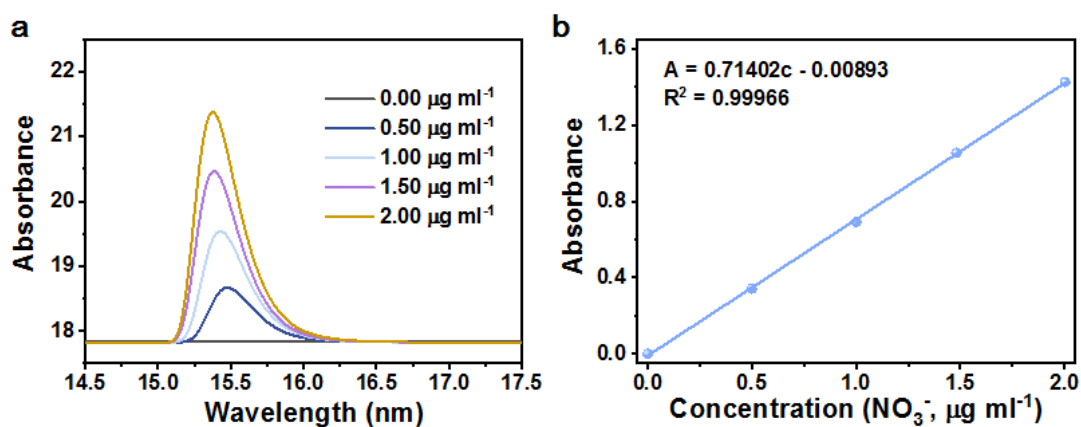 a
22
21
20
19
18
Absorbance
14.5 15.0 15.5 16.0 16.5 17.0 17.5
Wavelength (nm)
0.00 μg ml⁻¹
0.50 μg ml⁻¹
1.00 μg ml⁻¹
1.50 μg ml⁻¹
2.00 μg ml⁻¹
b
A = 0.71402c - 0.00893
R² = 0.99966
1.6
1.2
0.8
0.4
0.0
Absorbance
0.0 0.5 1.0 1.5 2.0
Concentration (NO₃⁻, μg ml⁻¹)